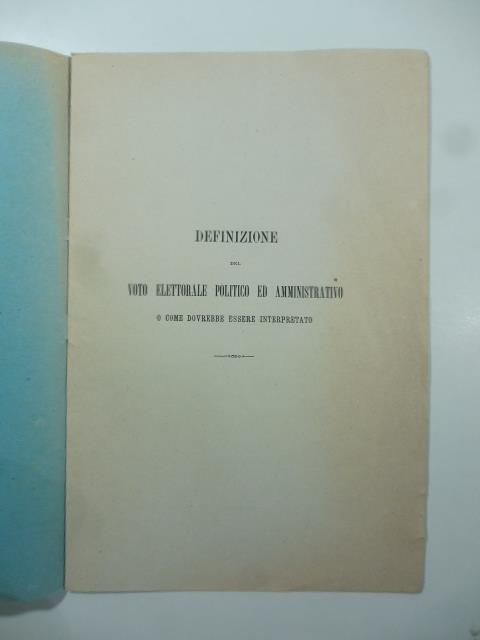 DEFINIZIONE
DEL
VOTO ELETTORALE POLITICO ED AMMINISTRATIVO
O COME DOVREBBE ESSERE INTERPRETATO